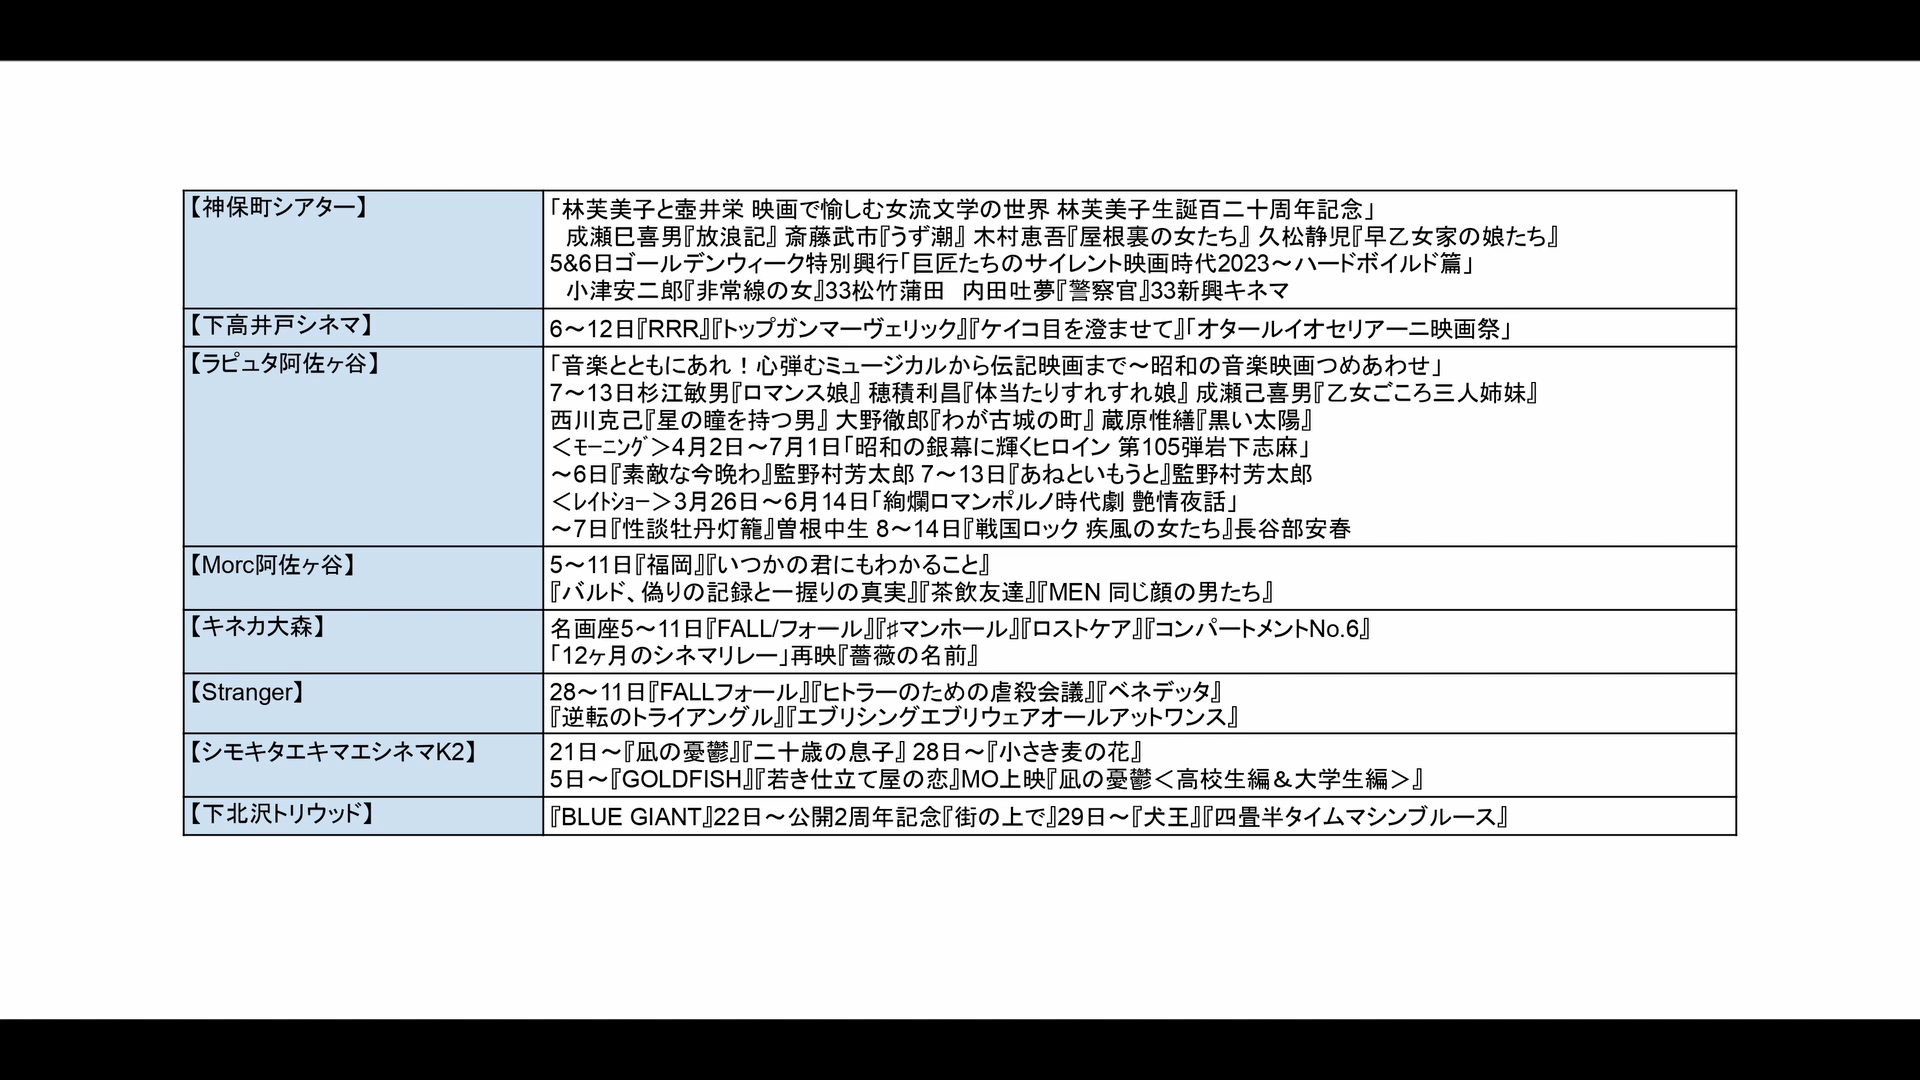 【神保町シアター】
「林芙美子と壺井栄 映画で愉しむ女流文学の世界 林芙美子生誕百二十周年記念」
成瀬巳喜男『放浪記』 斎藤武市『うず潮』 木村恵吾『屋根裏の女たち』 久松静児『早乙女家の娘たち』
5&6日ゴールデンウィーク特別興行「巨匠たちのサイレント映画時代2023～ハードボイルド篇」
小津安二郎『非常線の女』33松竹蒲田　内田吐夢『警察官』33新興キネマ
【下高井戸シネマ】
6～12日『RRR』『トップガンマーヴェリック』『ケイコ目を澄ませて』「オタールイオセリアーニ映画祭」
【ラピュタ阿佐ヶ谷】
「音楽とともにあれ！心弾むミュージカルから伝記映画まで～昭和の音楽映画つめあわせ」
7～13日杉江敏男『ロマンス娘』 穂積利昌『体当たりすれすれ娘』 成瀬己喜男『乙女ごころ三人姉妹』
西川克己『星の瞳を持つ男』 大野徹郎『わが古城の町』 蔵原惟繕『黒い太陽』
＜ﾓｰﾆﾝｸﾞ＞4月2日～7月1日「昭和の銀幕に輝くヒロイン 第105弾岩下志麻」
～6日『素敵な今晩わ』監野村芳太郎 7～13日『あねといもうと』監野村芳太郎
＜ﾚｲﾄｼｮｰ＞3月26日～6月14日「絢爛ロマンポルノ時代劇 艶情夜話」
～7日『性談牡丹灯籠』曽根中生 8～14日『戦国ロック 疾風の女たち』長谷部安春
【Morc阿佐ヶ谷】
5～11日『福岡』『いつかの君にもわかること』
『バルド、偽りの記録と一握りの真実』『茶飲友達』『MEN 同じ顔の男たち』
【キネカ大森】
名画座5～11日『FALL/フォール』『♯マンホール』『ロストケア』『コンパートメントNo.6』
「12ヶ月のシネマリレー」再映『薔薇の名前』
【Stranger】
28～11日『FALLフォール』『ヒトラーのための虐殺会議』『ベネデッタ』
『逆転のトライアングル』『エブリシングエブリウェアオールアットワンス』
【シモキタエキマエシネマK2】
21日～『凪の憂鬱』『二十歳の息子』 28日～『小さき麦の花』
5日～『GOLDFISH』『若き仕立て屋の恋』MO上映『凪の憂鬱＜高校生編＆大学生編＞』
【下北沢トリウッド】
『BLUE GIANT』22日～公開2周年記念『街の上で』29日～『犬王』『四畳半タイムマシンブルース』